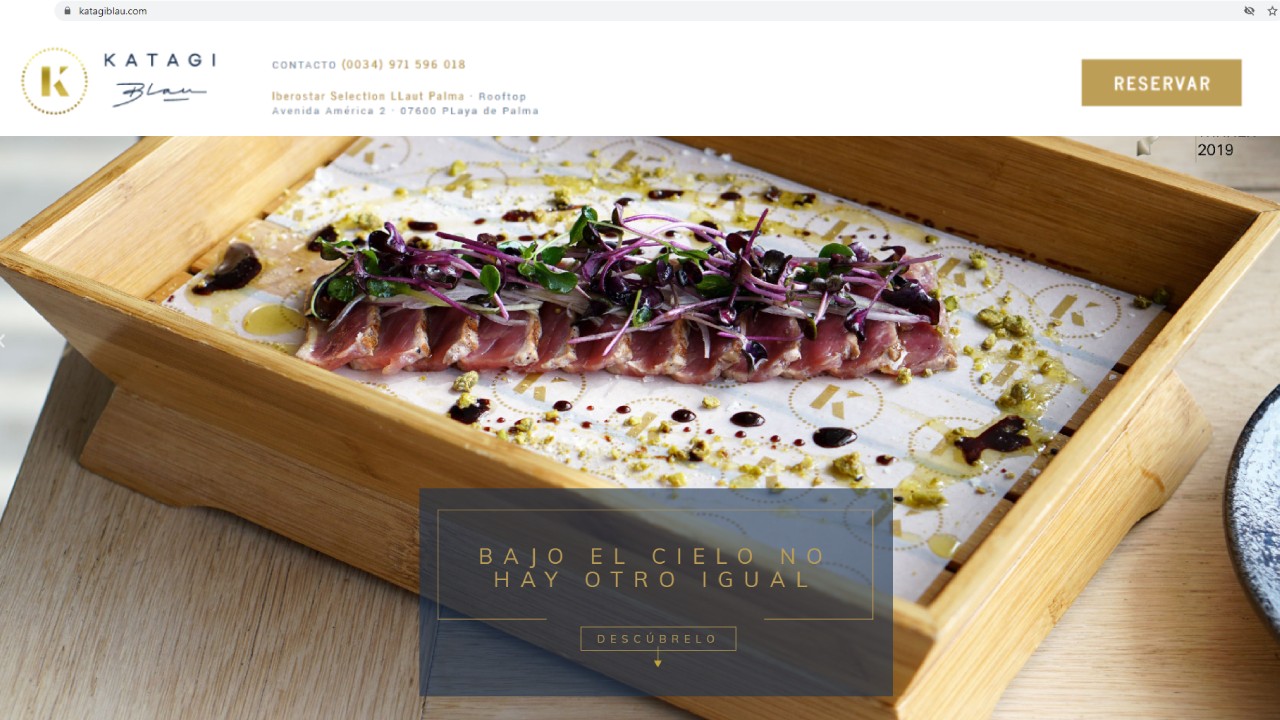 katagiblau.com
KATAGI
Blau
CONTACTO (0034) 971 596 018
Iberostar Selection LLaut Palma · Rooftop
Avenida América 2 · 07600 PLaya de Palma
RESERVAR
2019
BAJO EL CIELO NO
HAY OTRO IGUAL
DESCÚBRELO